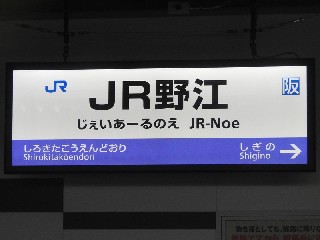 JR
阪
JR野江
じぇいあーるのえ JR-Noe
しろきたこうえんどおり しぎの
Shirokitakōendōri Shigino